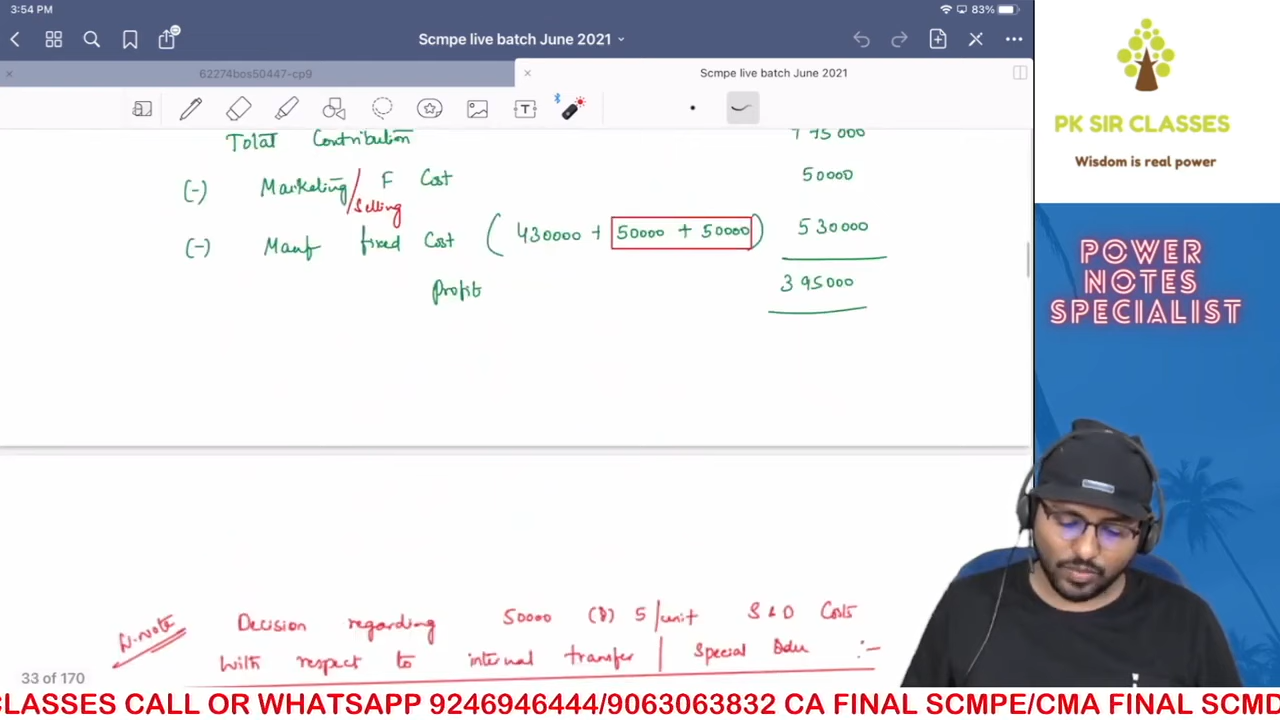 3:54 PM
83%
Scmpe live batch June 2021
62274bos50447-cp9
Scmpe live batch June 2021
T
Total Contribution 775000
(-) Marketing / F Cost 50000
Selling
(-) Manf fixed Cost (430000 + 50000 + 50000) 530000
Profit 395000
N.note
Decision regarding 50000 (8) 5/unit S & D Costs
with respect to internal transfer | Special Order :-
33 of 170
PK SIR CLASSES
Wisdom is real power
POWER
NOTES
SPECIALIST
CLASSES CALL OR WHATSAPP 9246946444/9063063832 CA FINAL SCMPE/CMA FINAL SCMD